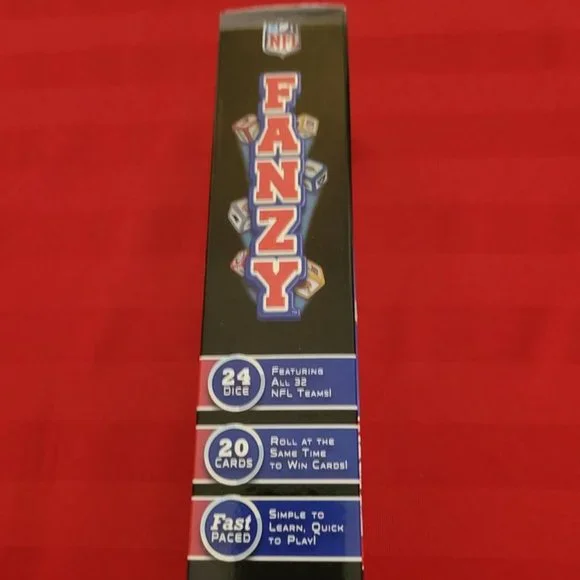 NFL
FANZY
24
DICE
FEATURING
ALL 32
NFL TEAMS!
20
CARDS
ROLL AT THE
SAME TIME
TO WIN CARDS!
Fast
PACED
SIMPLE TO
LEARN, QUICK
TO PLAY!